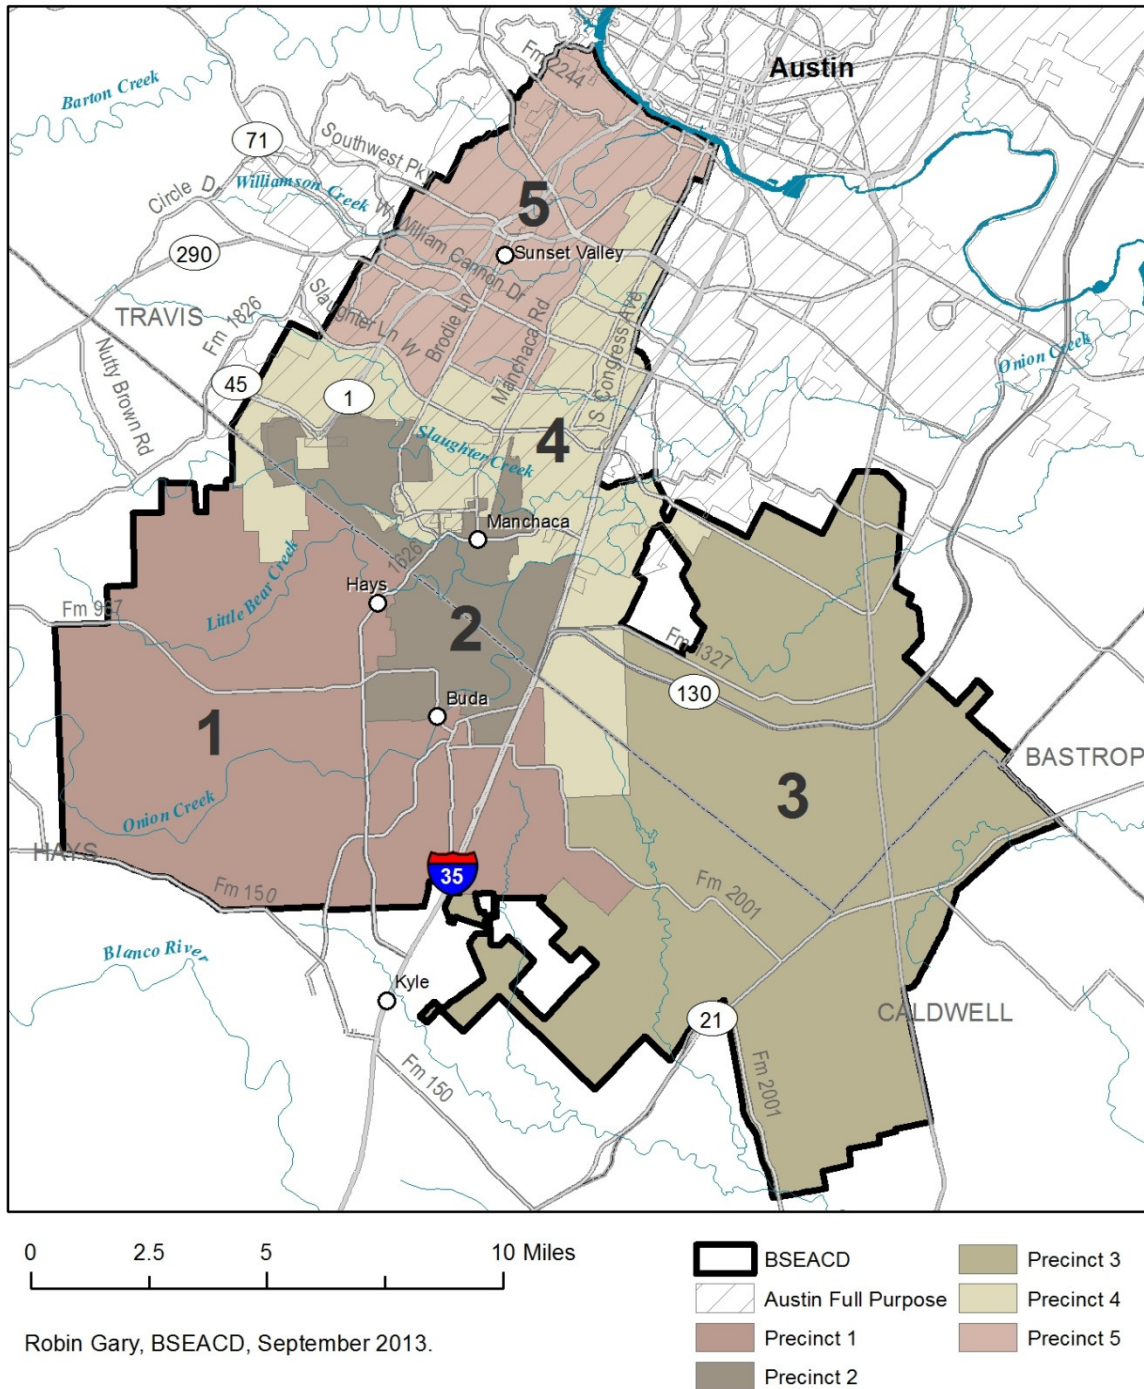 Austin
Fm 2244
Barton Creek
71
Southwest Pky
Williamson Creek
Circle Dr
W William Cannon Dr
5
290
Sunset Valley
TRAVIS
Fm 1826
Slaughter Ln W
Brodie Ln
Manchaca Rd
S Congress Ave
Onion Creek
Nutty Brown Rd
45
1
Slaughter Creek
4
Manchaca
1626
Hays
Fm 967
Little Bear Creek
2
Fm 1327
130
Buda
1
BASTROP
3
Onion Creek
HAYS
35
Fm 150
Fm 2001
Blanco River
Kyle
21
CALDWELL
Fm 150
Fm 2001
0 2.5 5 10 Miles
BSEACD
Austin Full Purpose
Precinct 1
Precinct 2
Precinct 3
Precinct 4
Precinct 5
Robin Gary, BSEACD, September 2013.